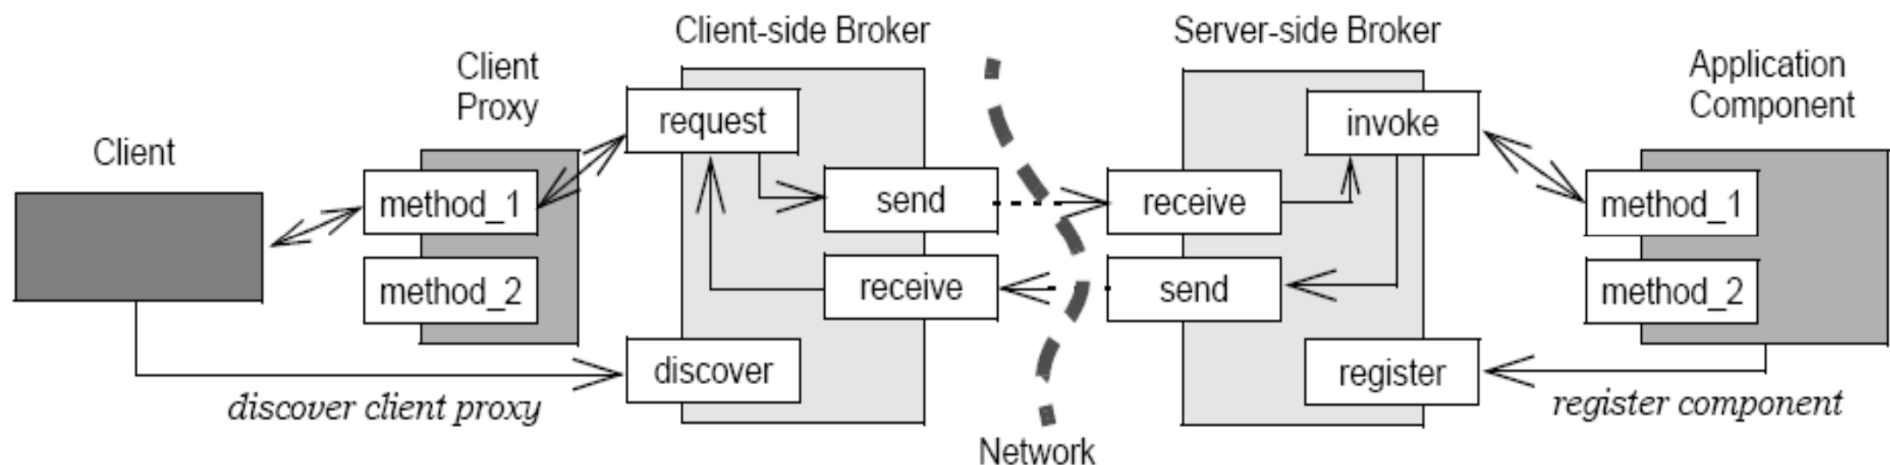 Client-side Broker
Server-side Broker
Client
Proxy
Application
Component
request
invoke
Client
method_1
send
receive
method_1
method_2
receive
send
method_2
discover
register
discover client proxy
register component
Network